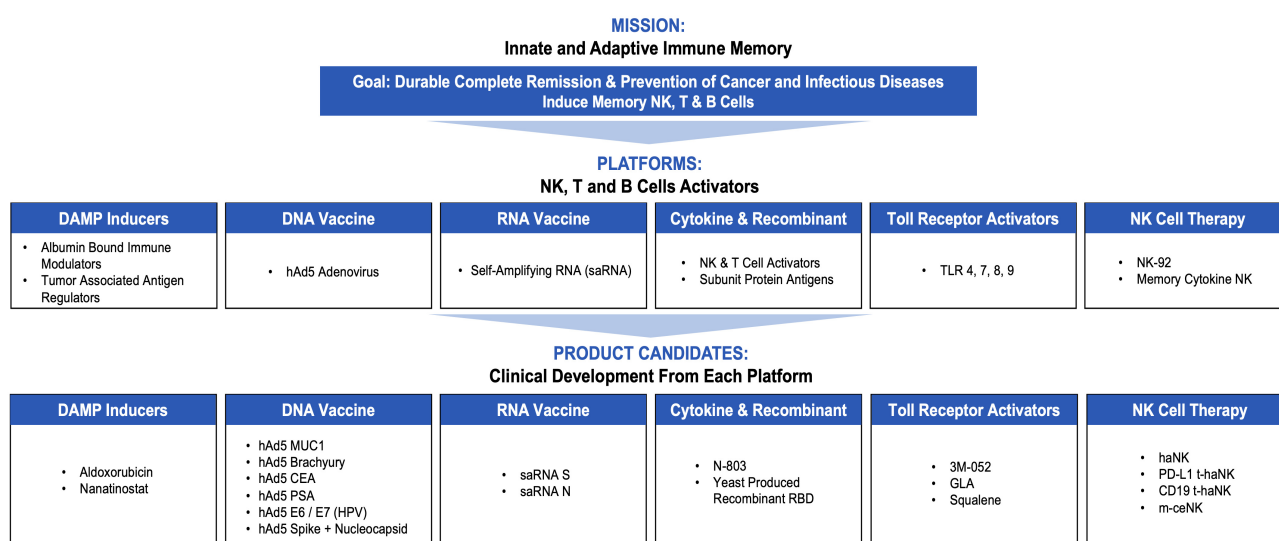 MISSION:
Innate and Adaptive Immune Memory
Goal: Durable Complete Remission & Prevention of Cancer and Infectious Diseases
Induce Memory NK, T & B Cells
PLATFORMS:
NK, T and B Cells Activators
DAMP Inducers
• Albumin Bound Immune
Modulators
• Tumor Associated Antigen
Regulators
DNA Vaccine
• hAd5 Adenovirus
RNA Vaccine
• Self-Amplifying RNA (saRNA)
Cytokine & Recombinant
• NK & T Cell Activators
• Subunit Protein Antigens
Toll Receptor Activators
• TLR 4, 7, 8, 9
NK Cell Therapy
• NK-92
• Memory Cytokine NK
PRODUCT CANDIDATES:
Clinical Development From Each Platform
DAMP Inducers
• Aldoxorubicin
• Nanatinostat
DNA Vaccine
• hAd5 MUC1
• hAd5 Brachyury
• hAd5 CEA
• hAd5 PSA
• hAd5 E6 / E7 (HPV)
• hAd5 Spike + Nucleocapsid
RNA Vaccine
• saRNA S
• saRNA N
Cytokine & Recombinant
• N-803
• Yeast Produced
Recombinant RBD
Toll Receptor Activators
• 3M-052
• GLA
• Squalene
NK Cell Therapy
• haNK
• PD-L1 t-haNK
• CD19 t-haNK
• m-ceNK